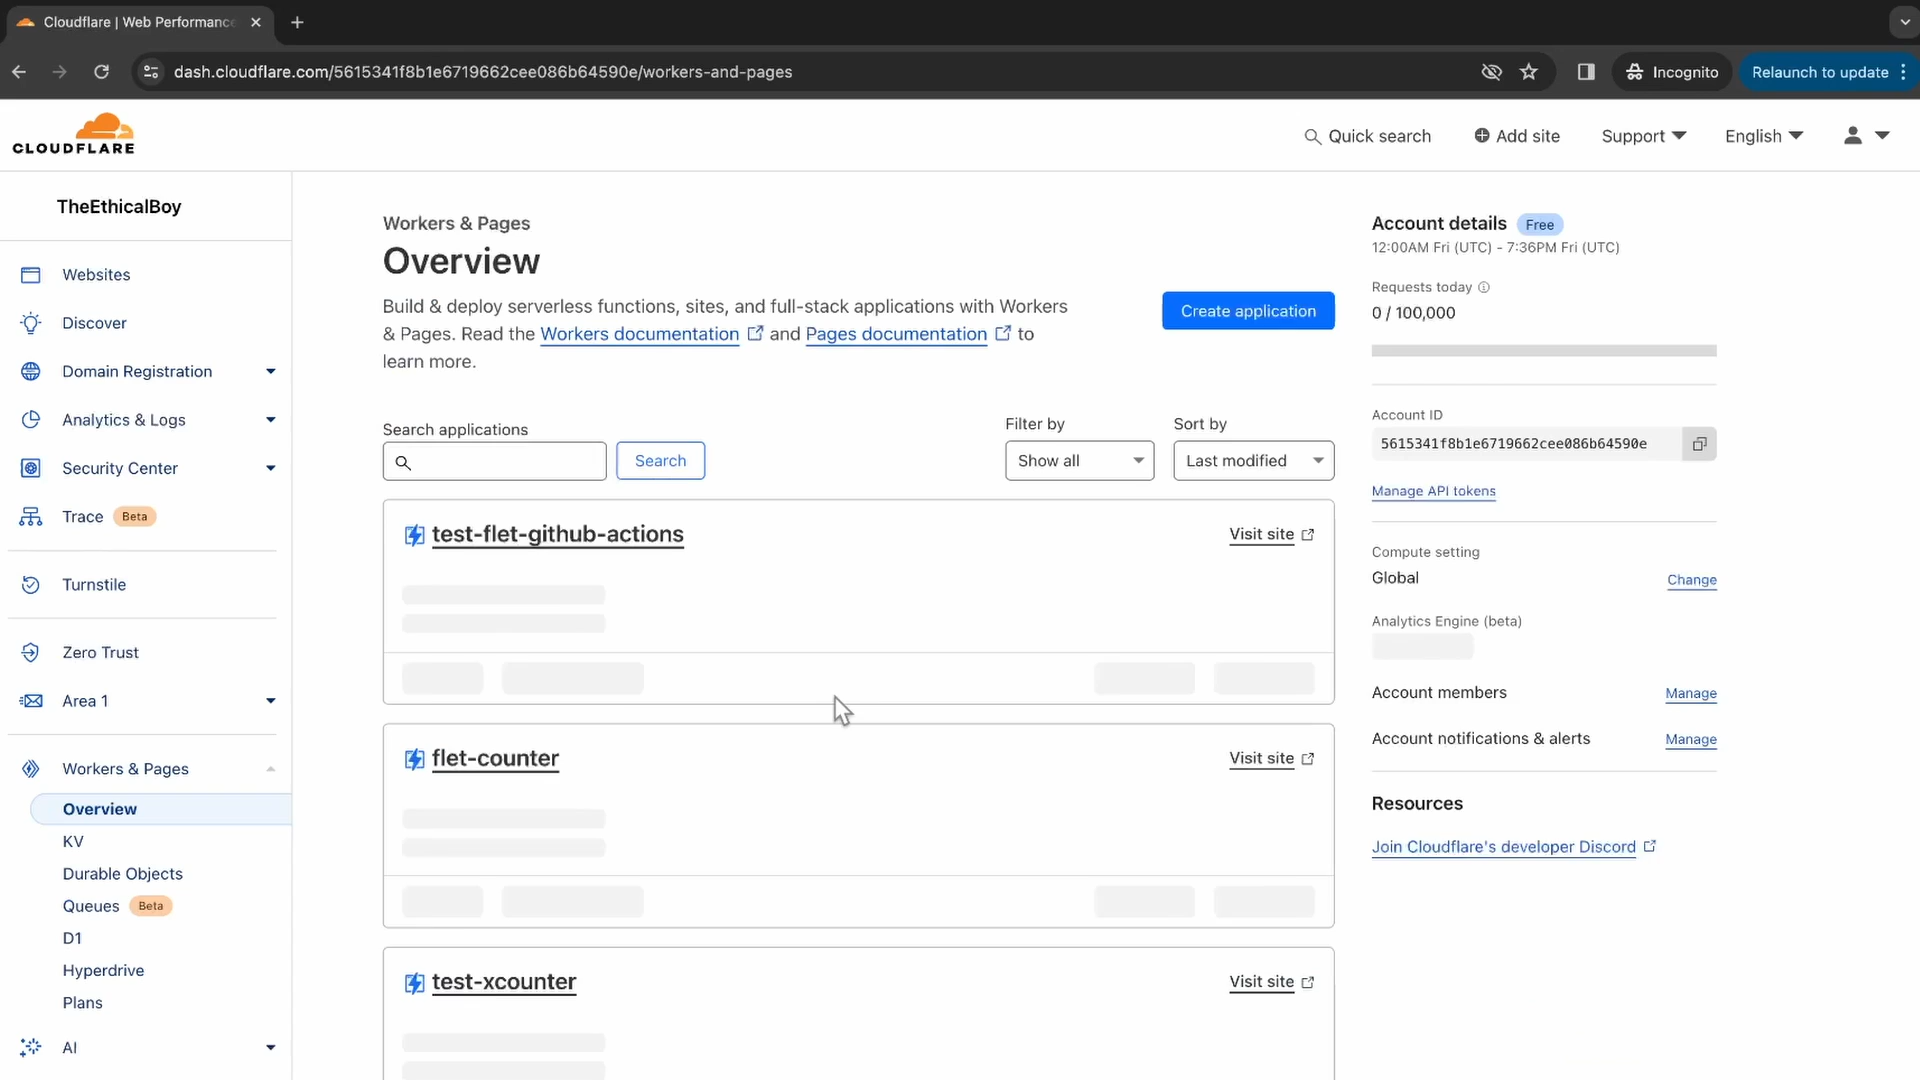 Cloudflare | Web Performance
dash.cloudflare.com/5615341f8b1e6719662cee086b64590e/workers-and-pages
Incognito
Relaunch to update
CLOUDFLARE
Quick search
Add site
Support
English
TheEthicalBoy
Websites
Discover
Domain Registration
Analytics & Logs
Security Center
Trace Beta
Turnstile
Zero Trust
Area 1
Workers & Pages
Overview
KV
Durable Objects
Queues Beta
D1
Hyperdrive
Plans
AI
Workers & Pages
Overview
Build & deploy serverless functions, sites, and full-stack applications with Workers
& Pages. Read the Workers documentation and Pages documentation to
learn more.
Create application
Search applications
Search
Filter by
Show all
Sort by
Last modified
test-flet-github-actions
Visit site
flet-counter
Visit site
test-xcounter
Visit site
Account details Free
12:00AM Fri (UTC) - 7:36PM Fri (UTC)
Requests today
0 / 100,000
Account ID
5615341f8b1e6719662cee086b64590e
Manage API tokens
Compute setting
Global
Change
Analytics Engine (beta)
Account members
Manage
Account notifications & alerts
Manage
Resources
Join Cloudflare's developer Discord